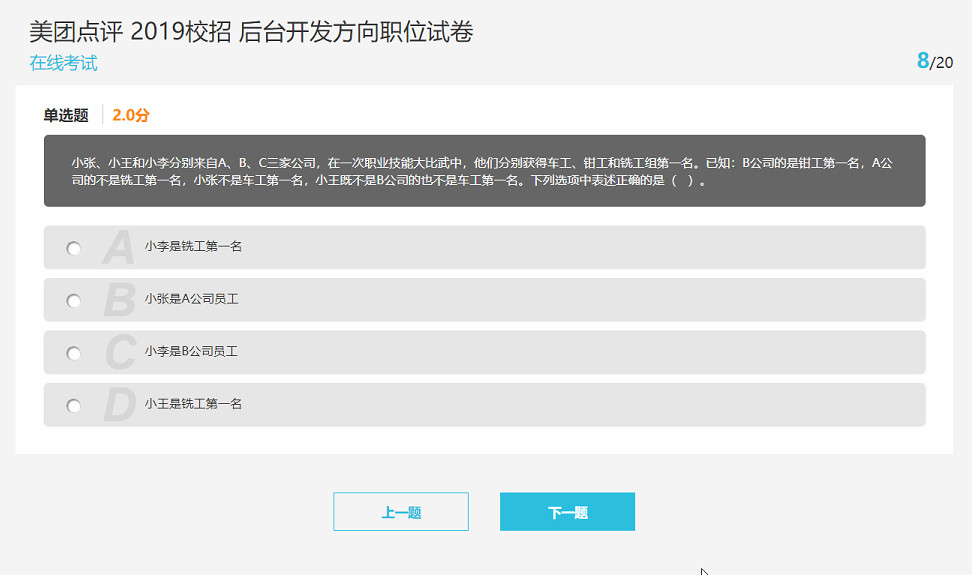 美团点评 2019校招 后台开发方向职位试卷
在线考试
8/20
单选题 2.0分
小张、小王和小李分别来自A、B、C三家公司，在一次职业技能大比武中，他们分别获得车工、钳工和铣工组第一名。已知：B公司的是钳工第一名，A公
司的不是铣工第一名，小张不是车工第一名，小王既不是B公司的也不是车工第一名。下列选项中表述正确的是（ ）。
A 小李是铣工第一名
B 小张是A公司员工
C 小李是B公司员工
D 小王是铣工第一名
上一题 下一题